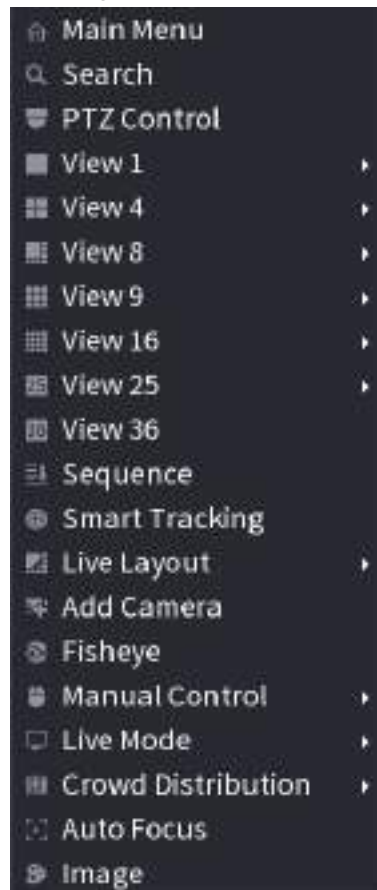 Main Menu
Search
PTZ Control
View 1
View 4
View 8
View 9
View 16
View 25
View 36
Sequence
Smart Tracking
Live Layout
Add Camera
Fisheye
Manual Control
Live Mode
Crowd Distribution
Auto Focus
Image